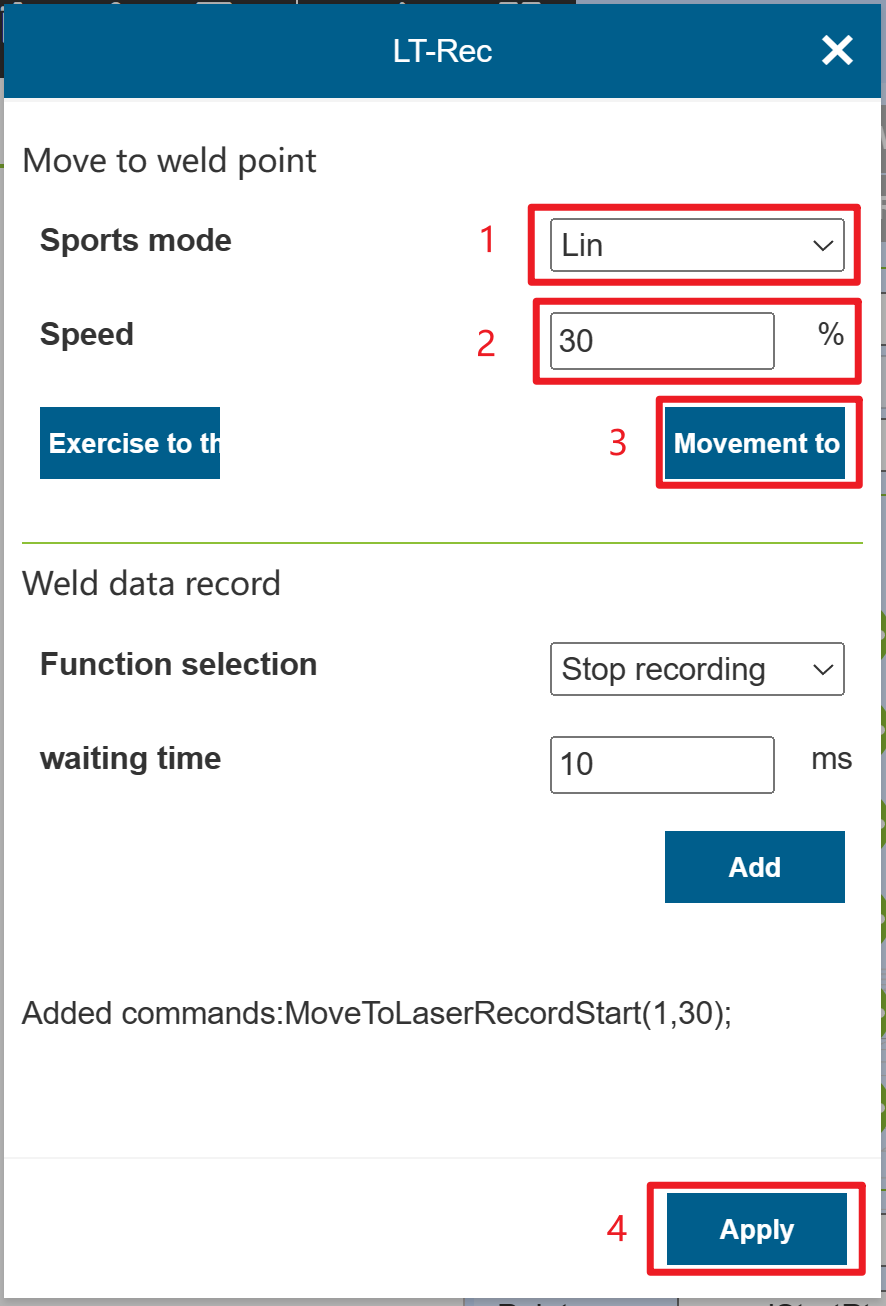 LT-Rec
Move to weld point
Sports mode 1 Lin
Speed 2 30 %
Exercise to th 3 Movement to
Weld data record
Function selection Stop recording
waiting time 10 ms
Add
Added commands:MoveToLaserRecordStart(1,30);
4 Apply